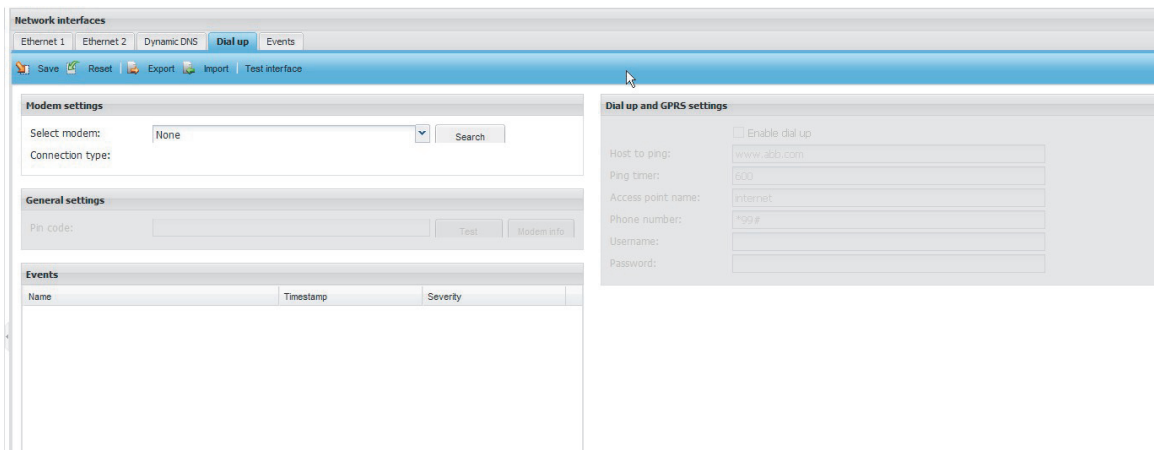 Network interfaces
Ethernet 1 Ethernet 2 Dynamic DNS Dial up Events
Save Reset Export Import Test interface
Modem settings
Select modem: None Search
Connection type:
General settings
Pin code: Test Modem info
Events
Name Timestamp Severity
Dial up and GPRS settings
Enable dial up
Host to ping: www.abb.com
Ping timer: 600
Access point name: internet
Phone number: *99#
Username:
Password: